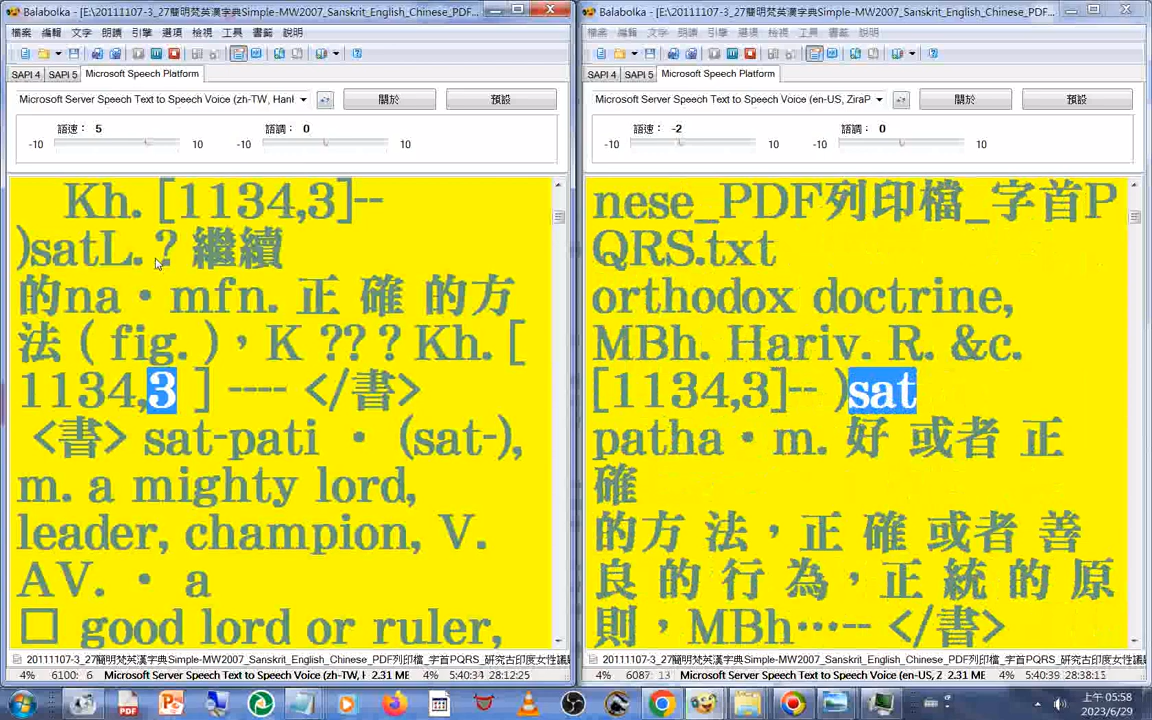 Balabolka - [E:\20111107-3_27簡明梵英漢字典Simple-MW2007_Sanskrit_English_Chinese_PDF...
檔案 編輯 文字 朗讀 引擎 選項 檢視 工具 書籤 說明
SAPI 4 SAPI 5 Microsoft Speech Platform
Microsoft Server Speech Text to Speech Voice (zh-TW, Hanl
關於 預設
語速： 5 語調： 0
-10 10 -10 10
Kh. [1134,3]--
)satL. ? 繼續
的na • mfn. 正 確 的方
法 ( fig. ) ，K ?? ? Kh. [
1134,3 ] ---- </書>
<書> sat-pati • (sat-),
m. a mighty lord,
leader, champion, V.
AV. • a
□ good lord or ruler,
20111107-3_27簡明梵英漢字典Simple-MW2007_Sanskrit_English_Chinese_PDF列印檔_字首PQRS_研究古印度女性議
4% 6100: 6 Microsoft Server Speech Text to Speech Voice (zh-TW, H 2.31 ME 4% 5:40:34 28:12:25
Balabolka - [E:\20111107-3_27簡明梵英漢字典Simple-MW2007_Sanskrit_English_Chinese_PDF...
檔案 編輯 文字 朗讀 引擎 選項 檢視 工具 書籤 說明
SAPI 4 SAPI 5 Microsoft Speech Platform
Microsoft Server Speech Text to Speech Voice (en-US, ZiraP
關於 預設
語速： -2 語調： 0
-10 10 -10 10
nese_PDF列印檔_字首P
QRS.txt
orthodox doctrine,
MBh. Hariv. R. &c.
[1134,3]-- )sat
patha • m. 好 或者 正
確
的方 法，正 確 或者 善
良 的 行 為，正 統 的 原
則，MBh…-- </書>
20111107-3_27簡明梵英漢字典Simple-MW2007_Sanskrit_English_Chinese_PDF列印檔_字首PQRS_研究古印度女性議
4% 6087: 13 Microsoft Server Speech Text to Speech Voice (en-US, Z 2.31 ME 4% 5:40:39 28:38:15
上午 05:58
2023/6/29